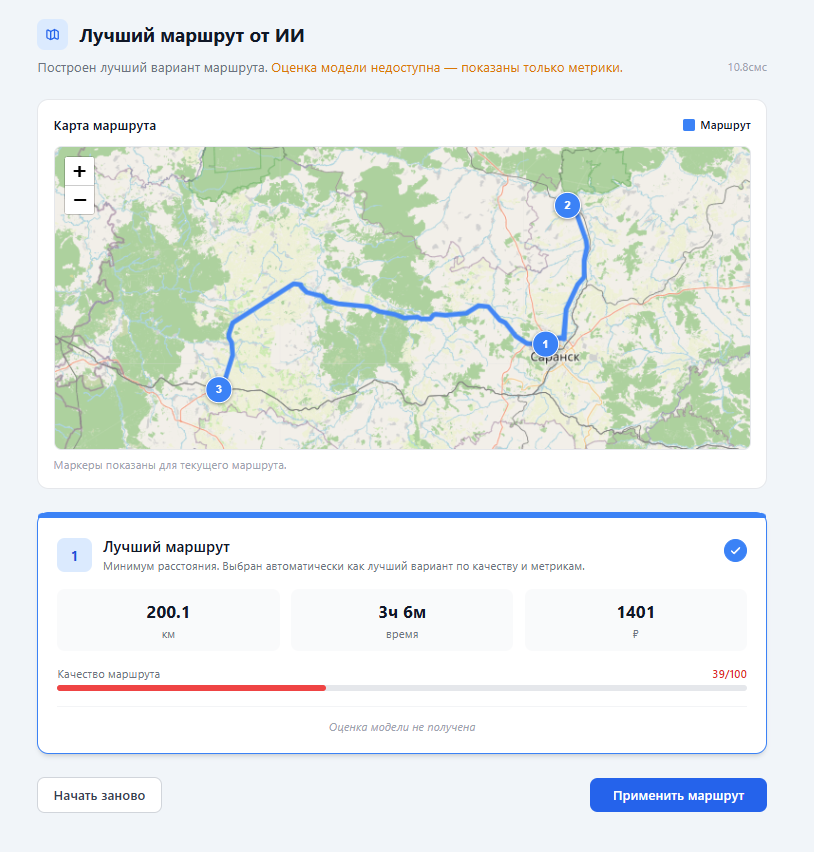 Лучший маршрут от ИИ
Построен лучший вариант маршрута. Оценка модели недоступна — показаны только метрики.
10.8смс
Карта маршрута
Маршрут
+
−
2
1
Саранск
3
Маркеры показаны для текущего маршрута.
1
Лучший маршрут
Минимум расстояния. Выбран автоматически как лучший вариант по качеству и метрикам.
200.1
км
3ч 6м
время
1401
₽
Качество маршрута
39/100
Оценка модели не получена
Начать заново
Применить маршрут